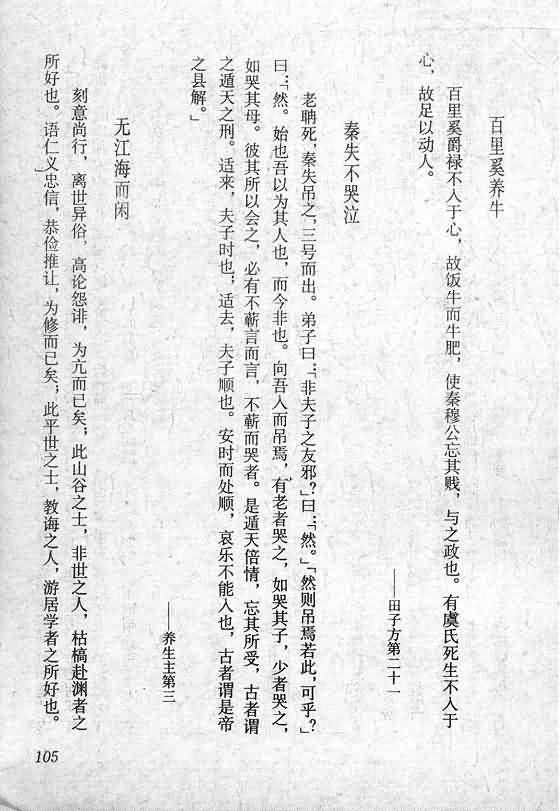 百里奚养牛
百里奚爵禄不入于心，故饭牛而牛肥，使秦穆公忘其贱，与之政也。有虞氏死生不入于
心，故足以动人。
——田子方第二十一
秦失不哭泣
老聃死，秦失吊之，三号而出。弟子曰：「非夫子之友邪？」曰：「然。」「然则吊焉若此，可乎？」
曰：「然。始也吾以为其人也，而今非也。向吾入而吊焉，有老者哭之，如哭其子，少者哭之，
如哭其母。彼其所以会之，必有不蕲言而言，不蕲而哭者。是遁天倍情，忘其所受，古者谓
之遁天之刑。适来，夫子时也；适去，夫子顺也。安时而处顺，哀乐不能入也，古者谓是帝
之县解。」
——养生主第三
无江海而闲
刻意尚行，离世异俗，高论怨诽，为亢而已矣；此山谷之士，非世之人，枯槁赴渊者之
所好也。语仁义忠信，恭俭推让，为修而已矣；此平世之士，教诲之人，游居学者之所好也。
105